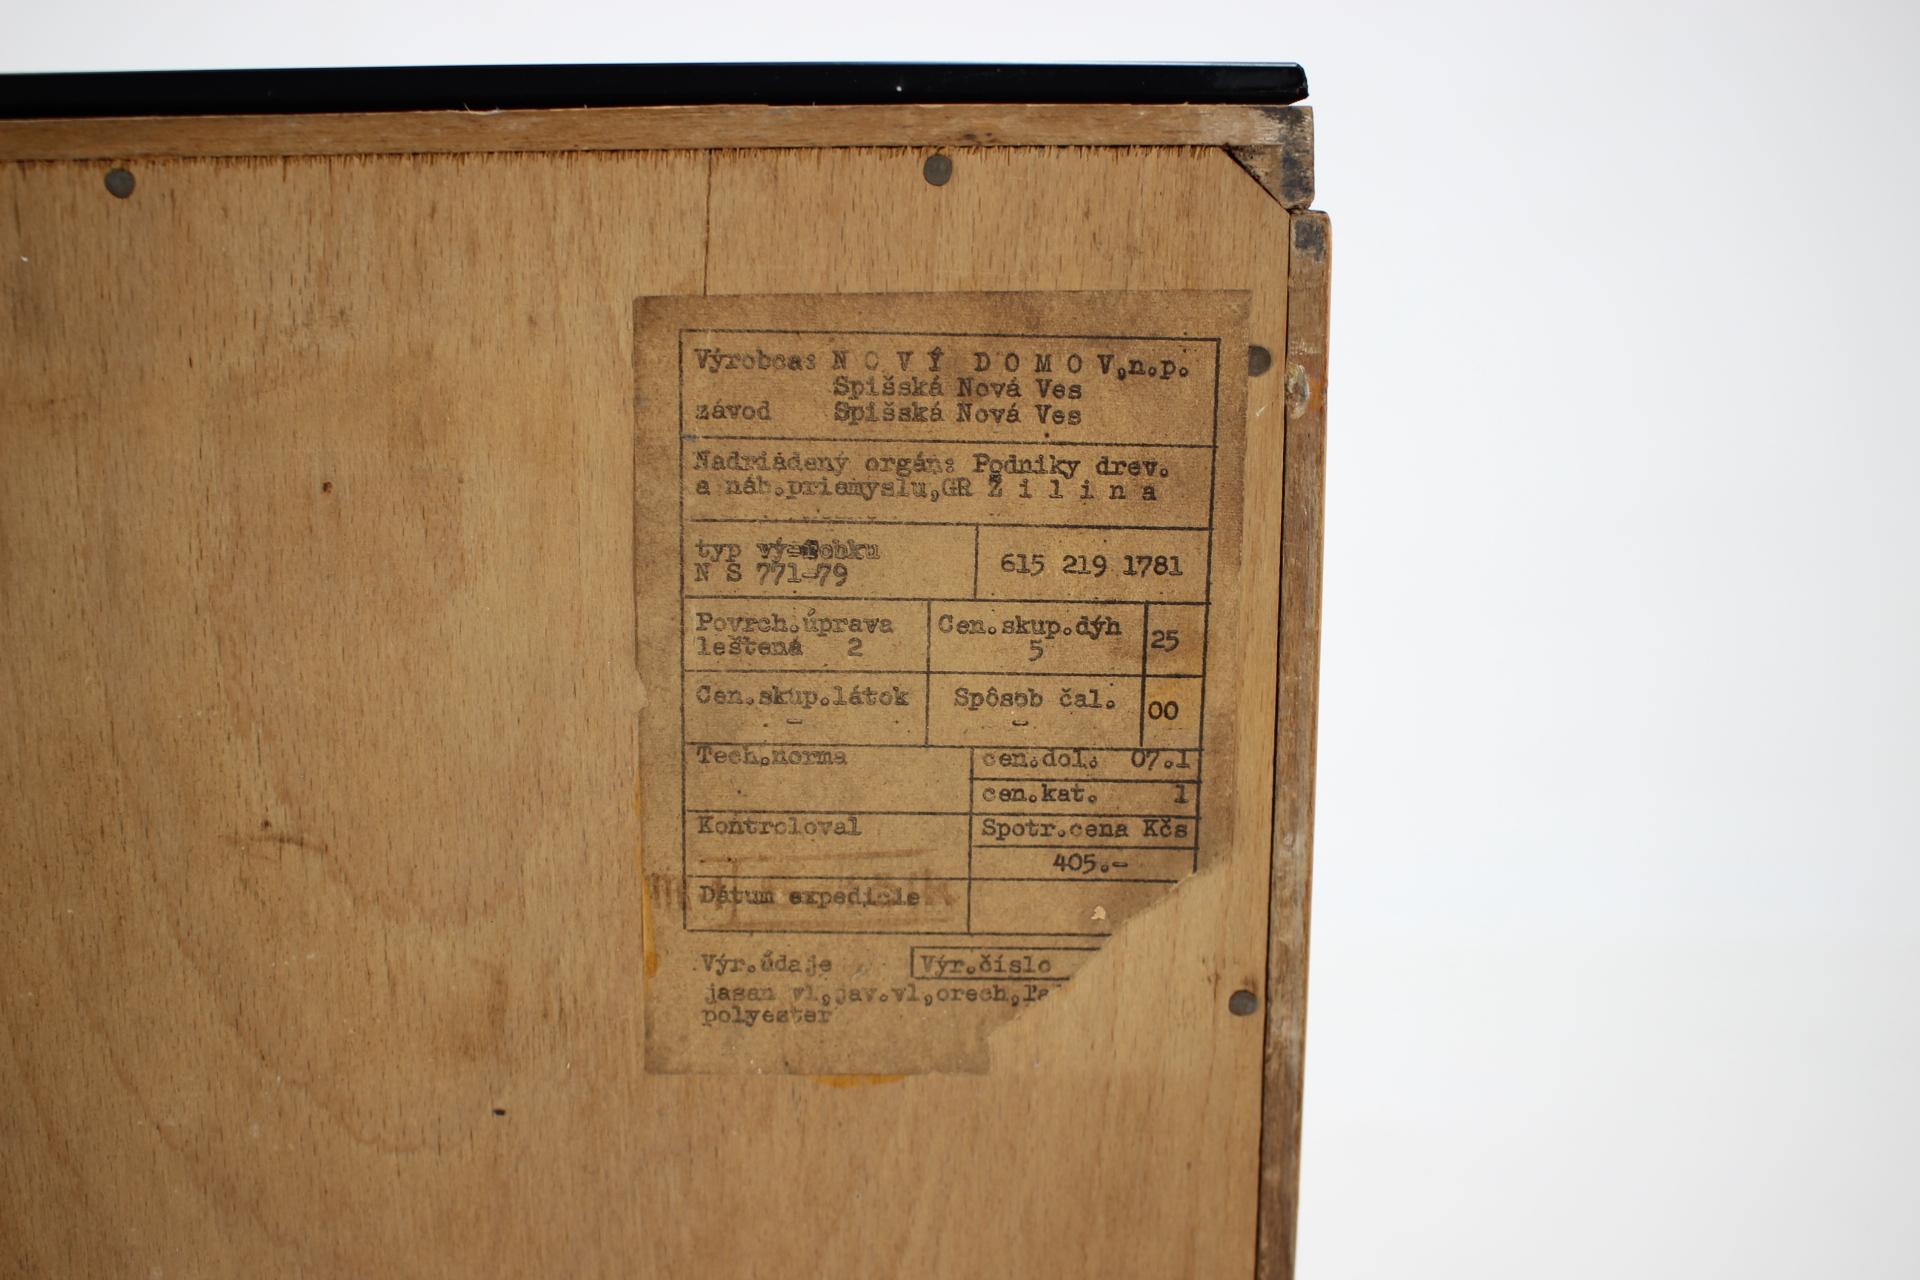 Výrobca: N O V Ý D O M O V,n.p.
Spišská Nová Ves
závod Spišská Nová Ves
Nadriadený orgán: Podniky drev.
a náb.priemyslu,GR Ž i l i n a
typ výrobku
N S 771-79
615 219 1781
Povrch.úprava
leštená 2
Cen.skup.dýh
5
25
Cen.skup.látok
-
Spôsob čal.
-
00
Tech.norma
cen.dol. 07.1
cen.kat. 1
Kontroloval
Spotr.cena Kčs
405.-
Dátum expedície
Výr.údaje
Výr.číslo
jasan vl,jav.vl,orech,
polyester